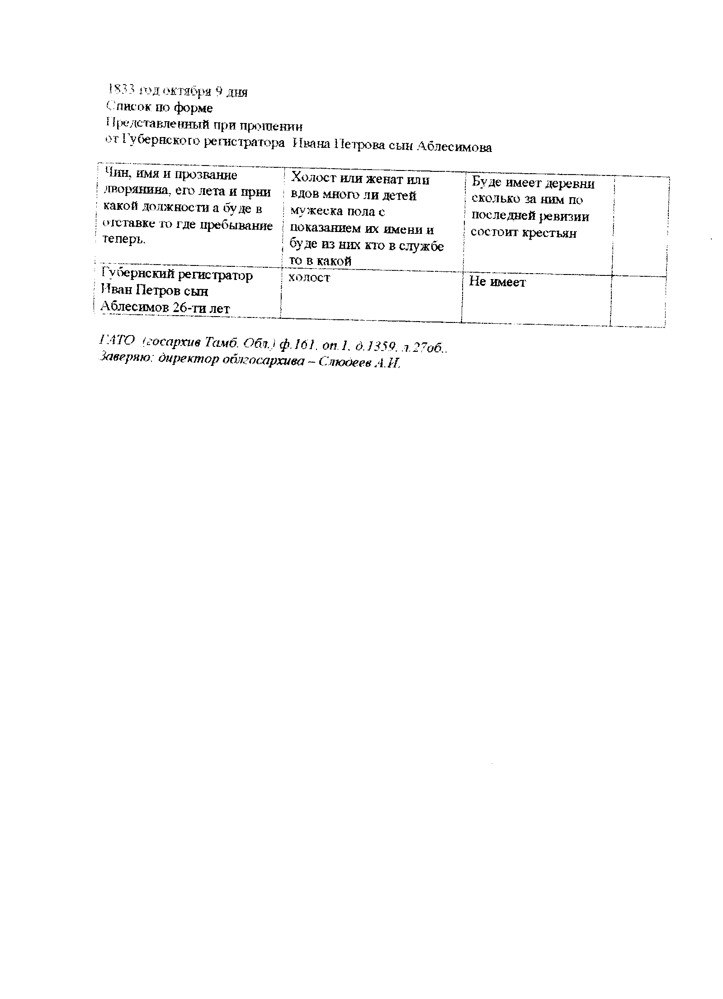 1833 год октября 9 дня
Список по форме
Представленный при прошении
от Губернского регистратора Ивана Петрова сын Аблесимова
Чин, имя и прозвание
дворянина, его лета и прни
какой должности а буде в
отставке то где пребывание
теперь.
Холост или женат или
вдов много ли детей
мужеска пола с
показанием их имени и
буде из них кто в службе
то в какой
Буде имеет деревни
сколько за ним по
последней ревизии
состоит крестьян
Губернский регистратор
Иван Петров сын
Аблесимов 26-ти лет
холост
Не имеет
ГАТО (госархив Тамб. Обл.) ф.161, оп.1, д.1359, л.27об..
Заверяю: директор облгосархива – Слюдеев А.И.